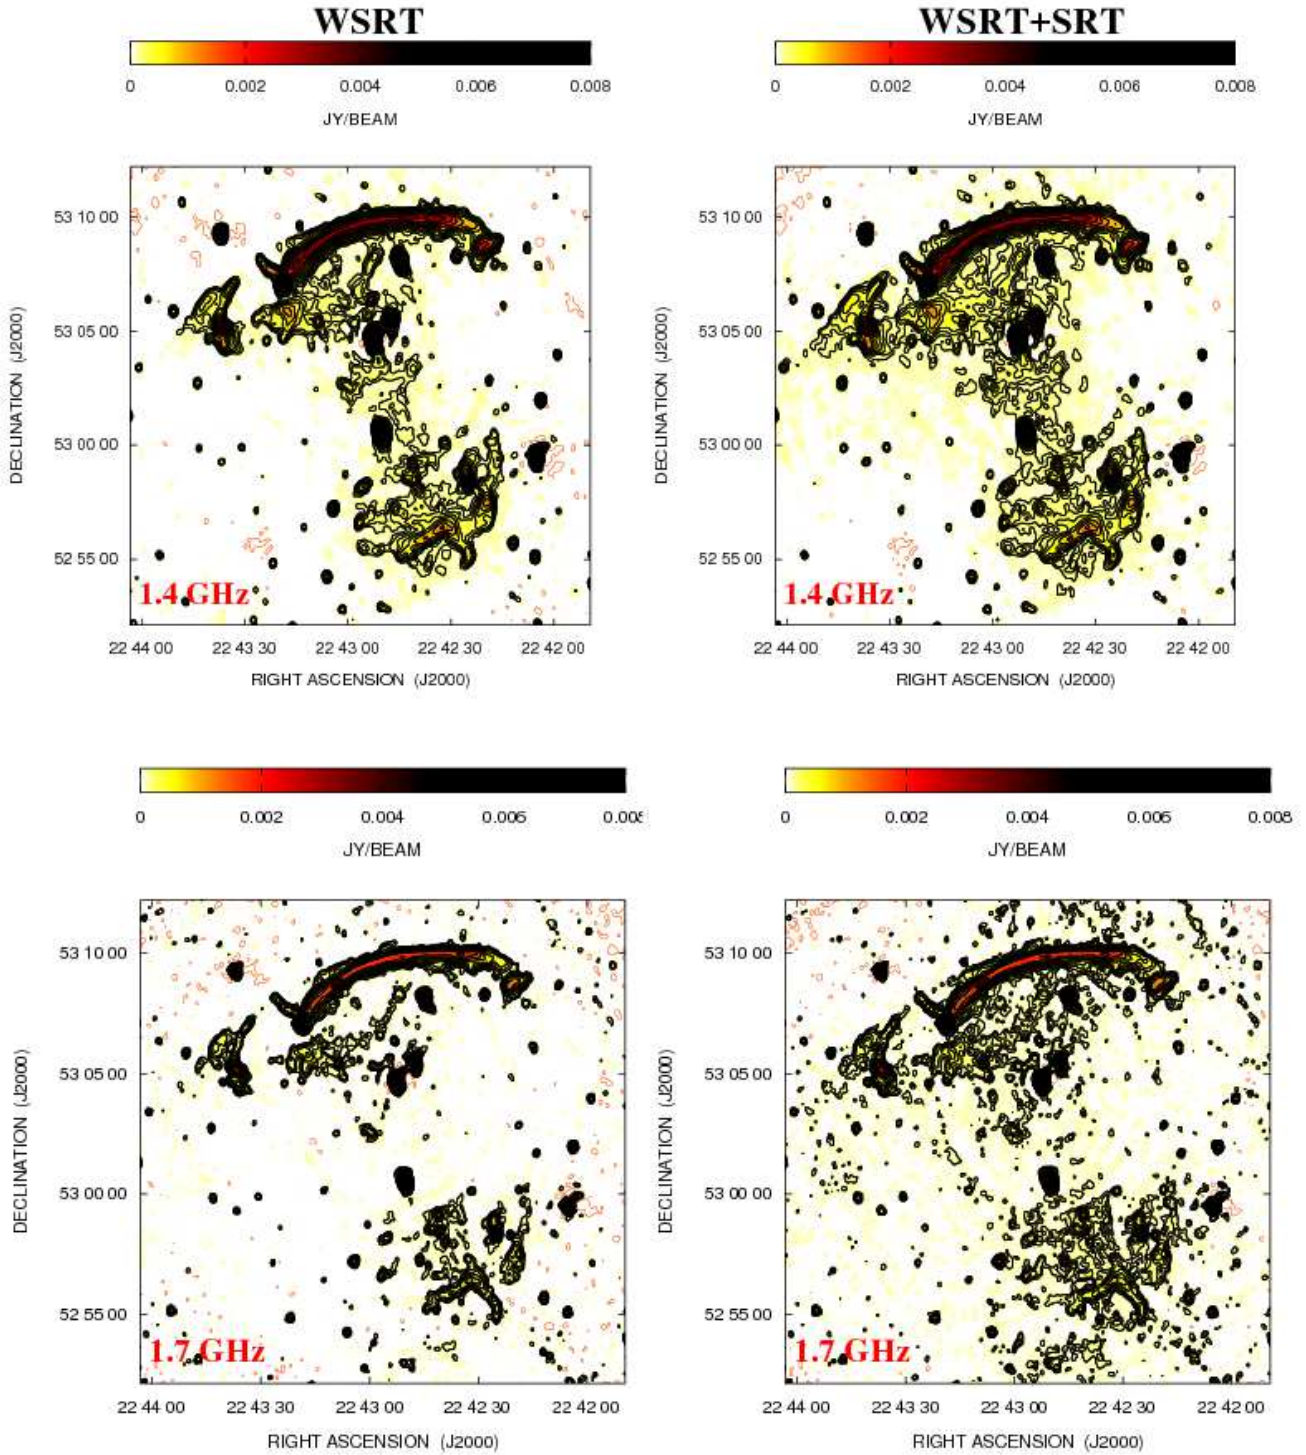 WSRT
WSRT+SRT
0 0.002 0.004 0.006 0.008
JY/BEAM
0 0.002 0.004 0.006 0.008
JY/BEAM
DECLINATION (J2000)
53 10 00
53 05 00
53 00 00
52 55 00
1.4 GHz
22 44 00 22 43 30 22 43 00 22 42 30 22 42 00
RIGHT ASCENSION (J2000)
DECLINATION (J2000)
53 10 00
53 05 00
53 00 00
52 55 00
1.4 GHz
22 44 00 22 43 30 22 43 00 22 42 30 22 42 00
RIGHT ASCENSION (J2000)
0 0.002 0.004 0.006 0.008
JY/BEAM
0 0.002 0.004 0.006 0.008
JY/BEAM
DECLINATION (J2000)
53 10 00
53 05 00
53 00 00
52 55 00
1.7 GHz
22 44 00 22 43 30 22 43 00 22 42 30 22 42 00
RIGHT ASCENSION (J2000)
DECLINATION (J2000)
53 10 00
53 05 00
53 00 00
52 55 00
1.7 GHz
22 44 00 22 43 30 22 43 00 22 42 30 22 42 00
RIGHT ASCENSION (J2000)